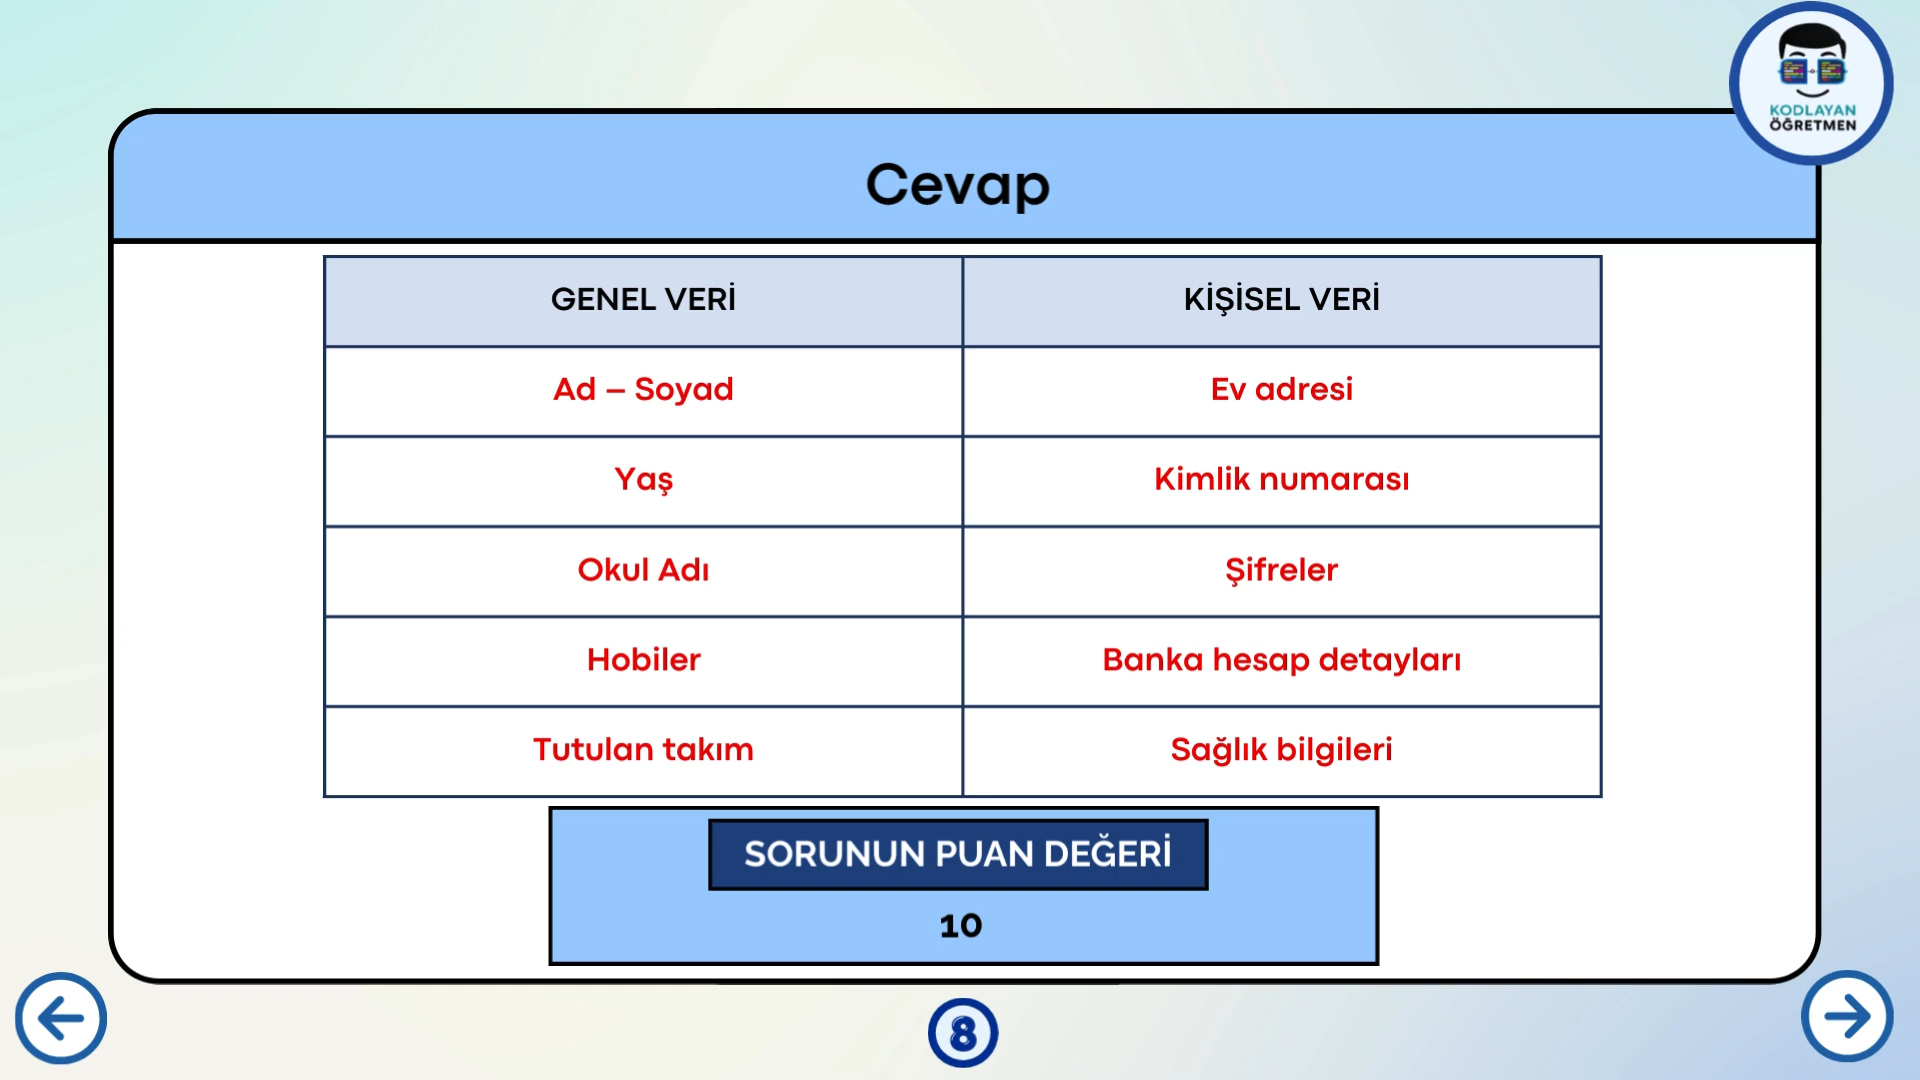 KODLAYAN
ÖĞRETMEN
Cevap
GENEL VERİ KİŞİSEL VERİ
Ad – Soyad Ev adresi
Yaş Kimlik numarası
Okul Adı Şifreler
Hobiler Banka hesap detayları
Tutulan takım Sağlık bilgileri
SORUNUN PUAN DEĞERİ
10
8